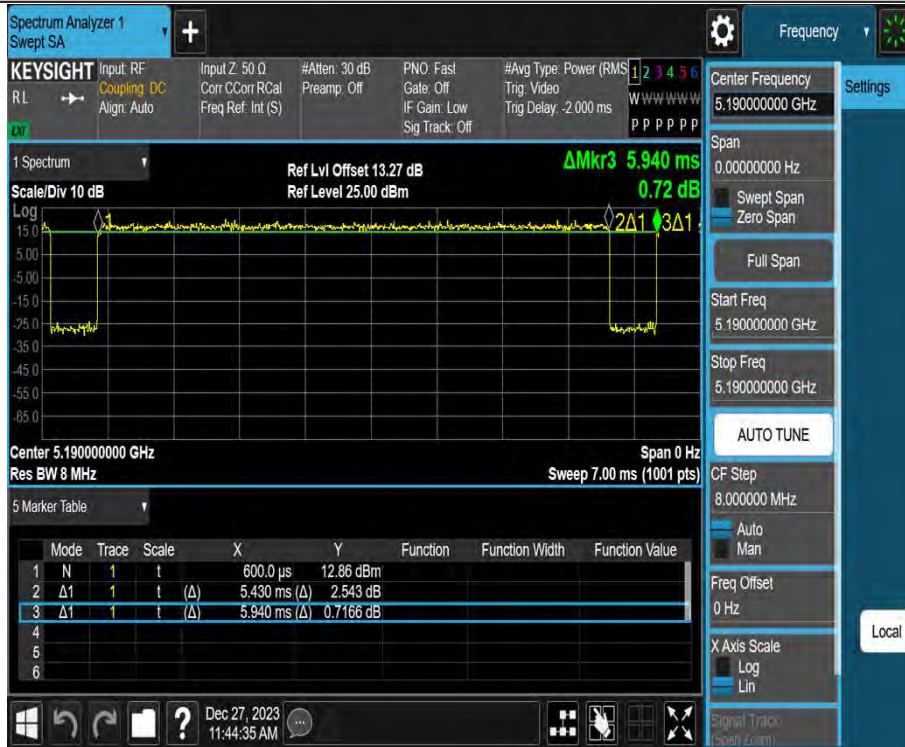 Spectrum Analyzer 1
Swept SA
+
Frequency
KEYSIGHT
RL
LXI
Input: RF
Coupling: DC
Align: Auto
Input Z: 50 Ω
Corr CCorr RCal
Freq Ref: Int (S)
#Atten: 30 dB
Preamp: Off
PNO: Fast
Gate: Off
IF Gain: Low
Sig Track: Off
#Avg Type: Power (RMS
Trig: Video
Trig Delay: -2.000 ms
1 2 3 4 5 6
W W W W W W
P P P P P P
1 Spectrum
Scale/Div 10 dB
Ref Lvl Offset 13.27 dB
Ref Level 25.00 dBm
ΔMkr3 5.940 ms
0.72 dB
Log
15.0
5.00
-5.00
-15.0
-25.0
-35.0
-45.0
-55.0
-65.0
1
2Δ1
3Δ1
Center 5.190000000 GHz
Res BW 8 MHz
Span 0 Hz
Sweep 7.00 ms (1001 pts)
5 Marker Table
Mode Trace Scale X Y Function Function Width Function Value
1 N 1 t 600.0 µs 12.86 dBm
2 Δ1 1 t (Δ) 5.430 ms (Δ) 2.543 dB
3 Δ1 1 t (Δ) 5.940 ms (Δ) 0.7166 dB
4
5
6
?
Dec 27, 2023
11:44:35 AM
Center Frequency
5.190000000 GHz
Span
0.00000000 Hz
Swept Span
Zero Span
Full Span
Start Freq
5.190000000 GHz
Stop Freq
5.190000000 GHz
AUTO TUNE
CF Step
8.000000 MHz
Auto
Man
Freq Offset
0 Hz
X Axis Scale
Log
Lin
Signal Track
(Span Zoom)
Settings
Local